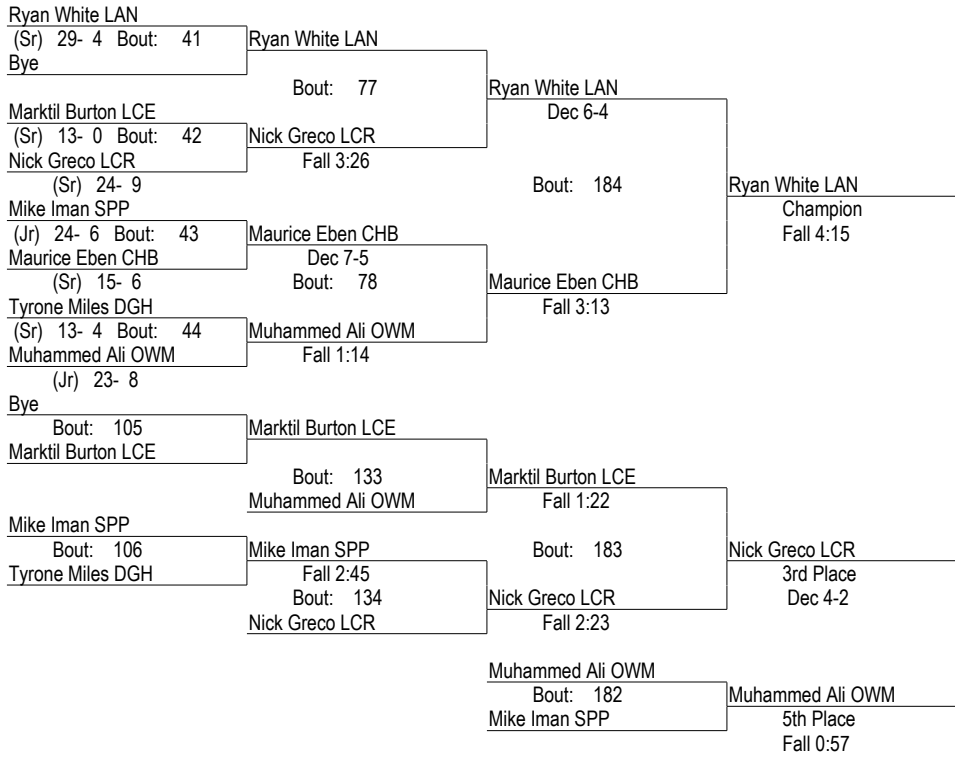 Ryan White LAN
(Sr) 29- 4 Bout: 41 Ryan White LAN
Bye
Bout: 77 Ryan White LAN
Marktil Burton LCE Dec 6-4
(Sr) 13- 0 Bout: 42 Nick Greco LCR
Nick Greco LCR Fall 3:26
(Sr) 24- 9 Bout: 184 Ryan White LAN
Mike Iman SPP Champion
(Jr) 24- 6 Bout: 43 Maurice Eben CHB Fall 4:15
Maurice Eben CHB Dec 7-5
(Sr) 15- 6 Bout: 78 Maurice Eben CHB
Tyrone Miles DGH Fall 3:13
(Sr) 13- 4 Bout: 44 Muhammed Ali OWM
Muhammed Ali OWM Fall 1:14
(Jr) 23- 8
Bye
Bout: 105 Marktil Burton LCE
Marktil Burton LCE
Bout: 133 Marktil Burton LCE
Muhammed Ali OWM Fall 1:22
Mike Iman SPP
Bout: 106 Mike Iman SPP Bout: 183 Nick Greco LCR
Tyrone Miles DGH Fall 2:45 3rd Place
Bout: 134 Nick Greco LCR Dec 4-2
Nick Greco LCR Fall 2:23
Muhammed Ali OWM
Bout: 182 Muhammed Ali OWM
Mike Iman SPP 5th Place
Fall 0:57